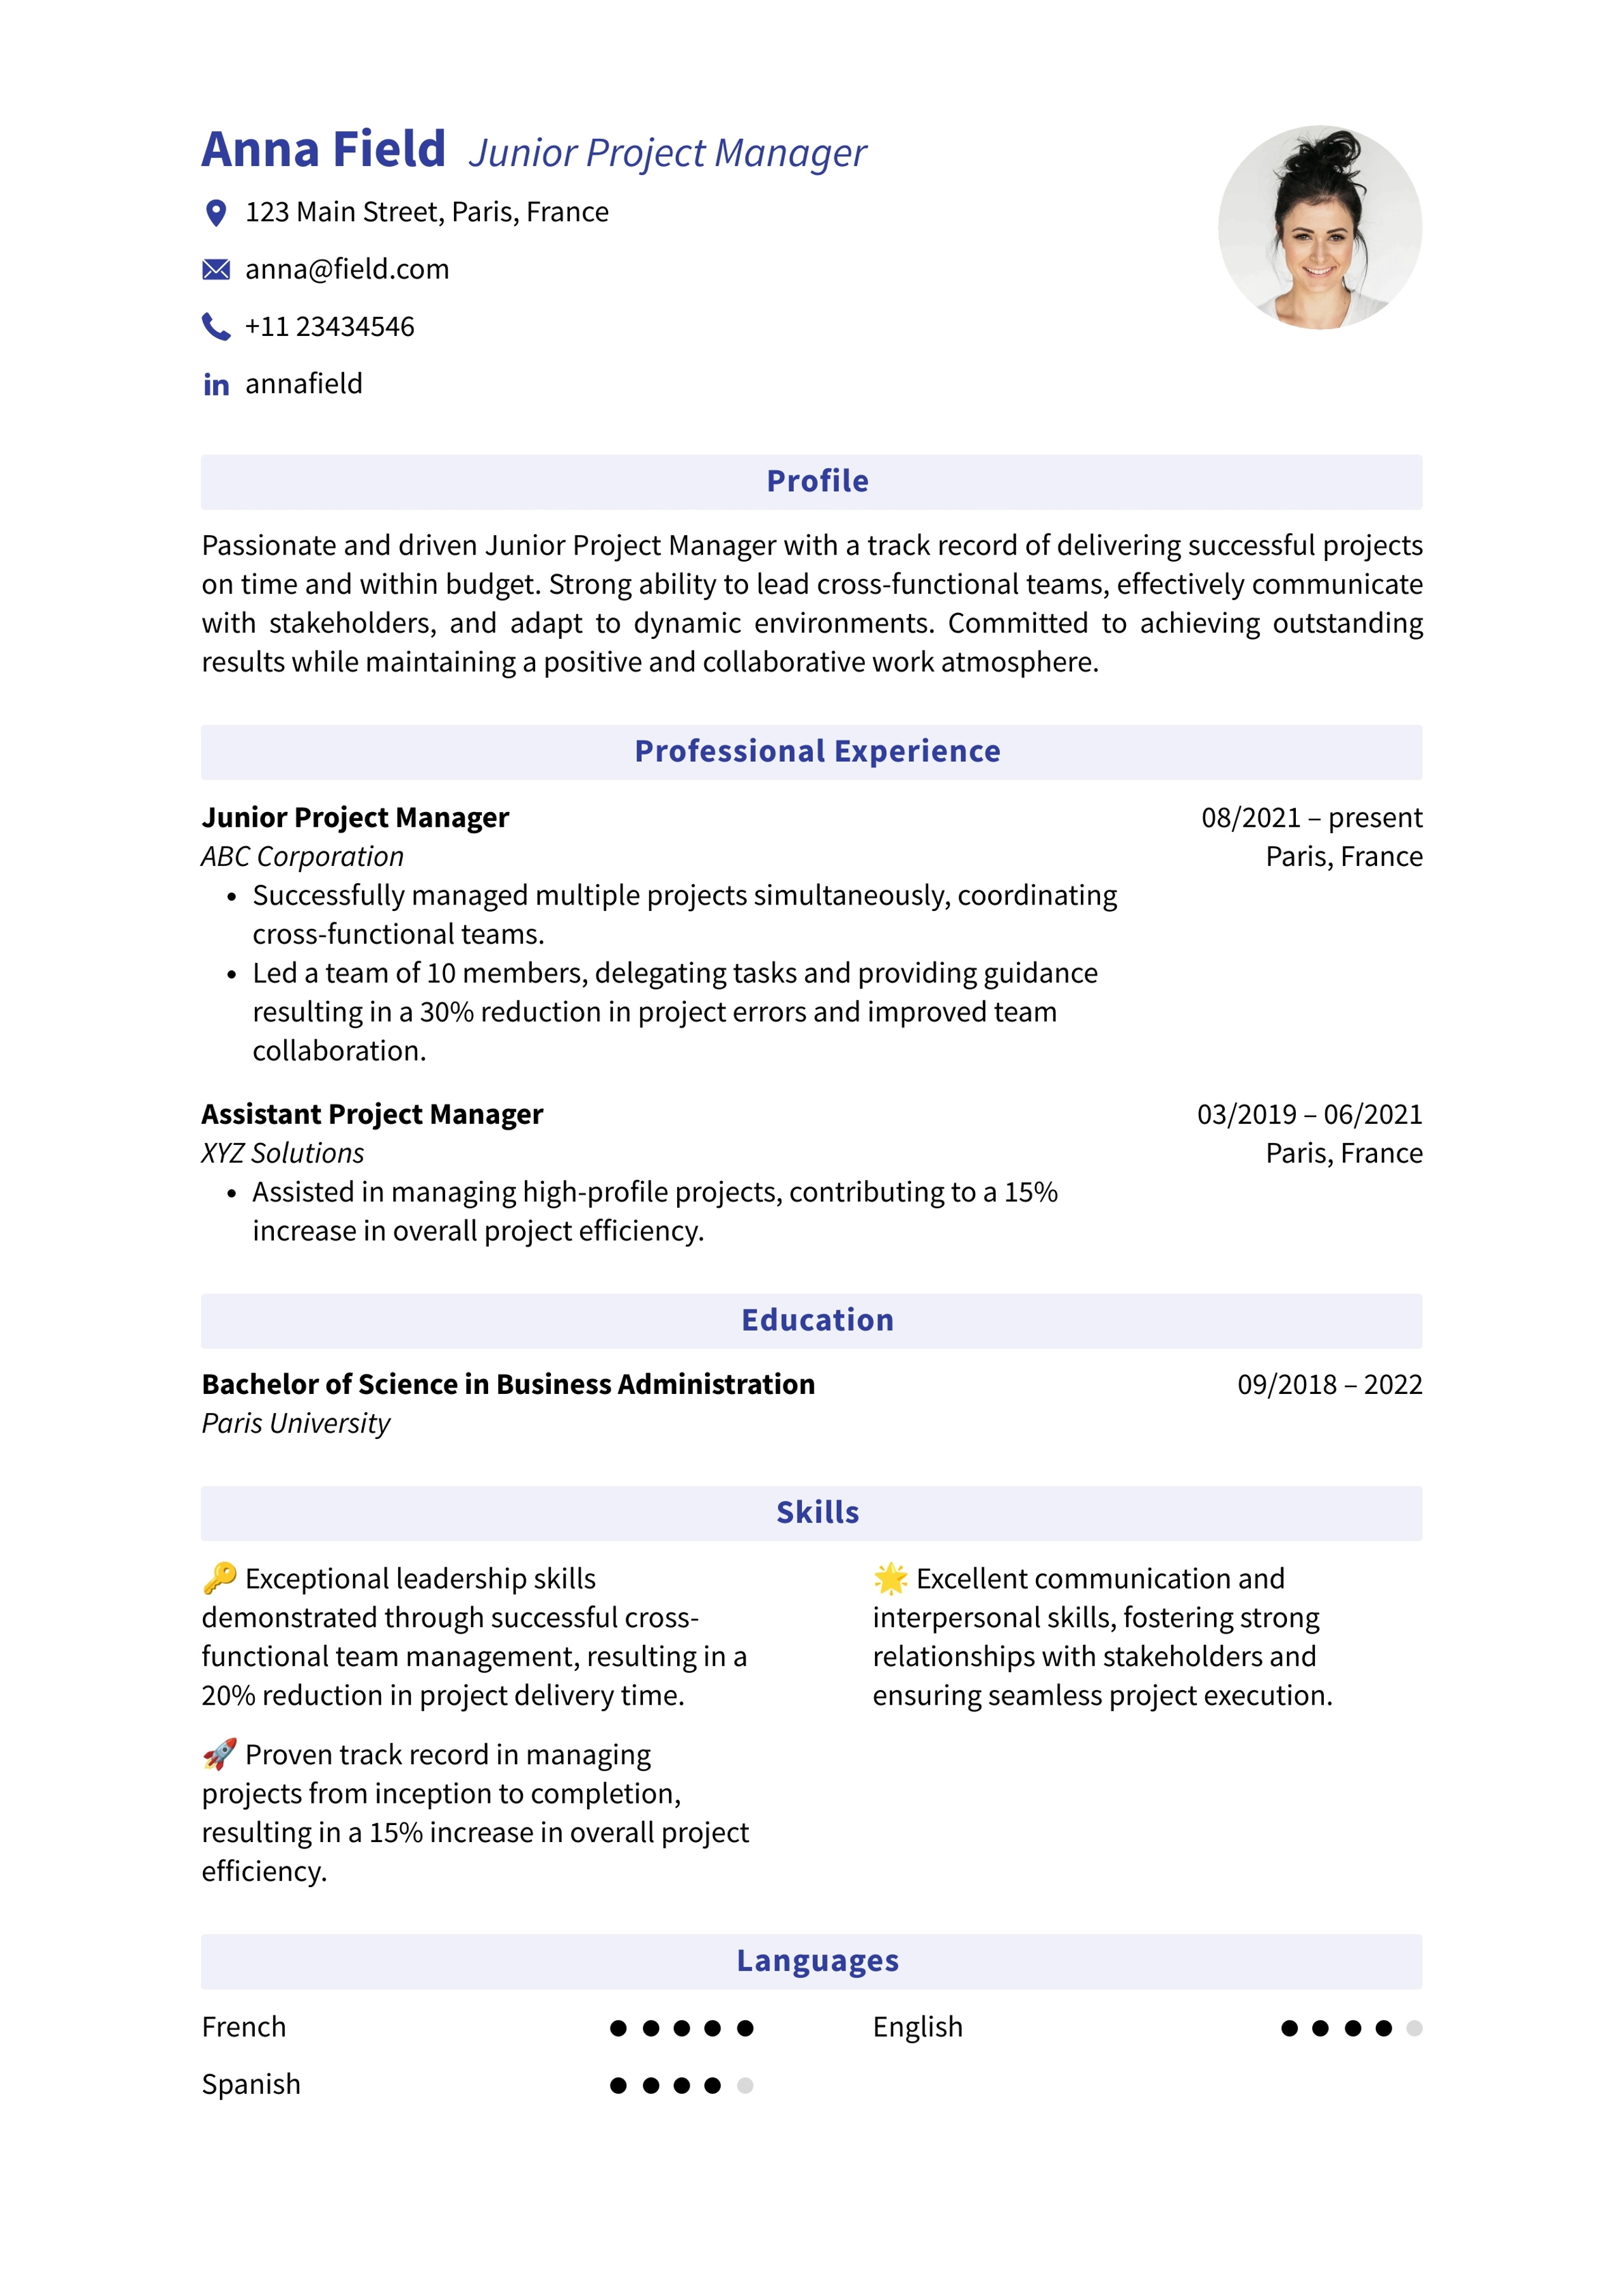 Anna Field Junior Project Manager
123 Main Street, Paris, France
anna@field.com
+11 23434546
in annafield
Profile
Passionate and driven Junior Project Manager with a track record of delivering successful projects
on time and within budget. Strong ability to lead cross-functional teams, effectively communicate
with stakeholders, and adapt to dynamic environments. Committed to achieving outstanding
results while maintaining a positive and collaborative work atmosphere.
Professional Experience
Junior Project Manager 08/2021 – present
ABC Corporation Paris, France
• Successfully managed multiple projects simultaneously, coordinating
cross-functional teams.
• Led a team of 10 members, delegating tasks and providing guidance
resulting in a 30% reduction in project errors and improved team
collaboration.
Assistant Project Manager 03/2019 – 06/2021
XYZ Solutions Paris, France
• Assisted in managing high-profile projects, contributing to a 15%
increase in overall project efficiency.
Education
Bachelor of Science in Business Administration 09/2018 – 2022
Paris University
Skills
🔑 Exceptional leadership skills
demonstrated through successful cross-
functional team management, resulting in a
20% reduction in project delivery time.
🌟 Excellent communication and
interpersonal skills, fostering strong
relationships with stakeholders and
ensuring seamless project execution.
🚀 Proven track record in managing
projects from inception to completion,
resulting in a 15% increase in overall project
efficiency.
Languages
French
English
Spanish